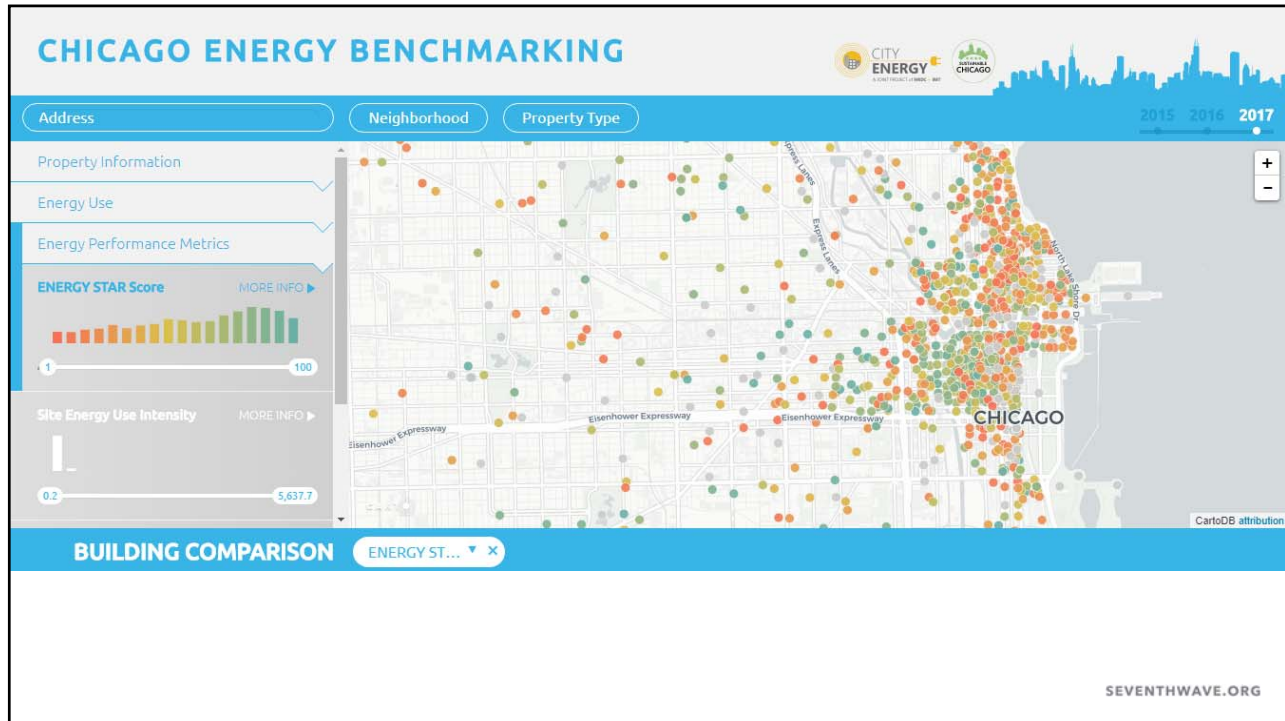 CHICAGO ENERGY BENCHMARKING
CITY
ENERGY
SUSTAINABLE
CHICAGO
Address
Neighborhood
Property Type
2015 2016 2017
Property Information
Energy Use
Energy Performance Metrics
ENERGY STAR Score MORE INFO ▶
1 100
Site Energy Use Intensity MORE INFO ▶
0.2 5,637.7
Express Lanes
Express Lanes
Express Lanes
North Lake Shore Dr
Eisenhower Expressway
Eisenhower Expressway
Eisenhower Expressway
CHICAGO
+
−
CartoDB attribution
BUILDING COMPARISON
ENERGY ST... ▼ ×
SEVENTHWAVE.ORG